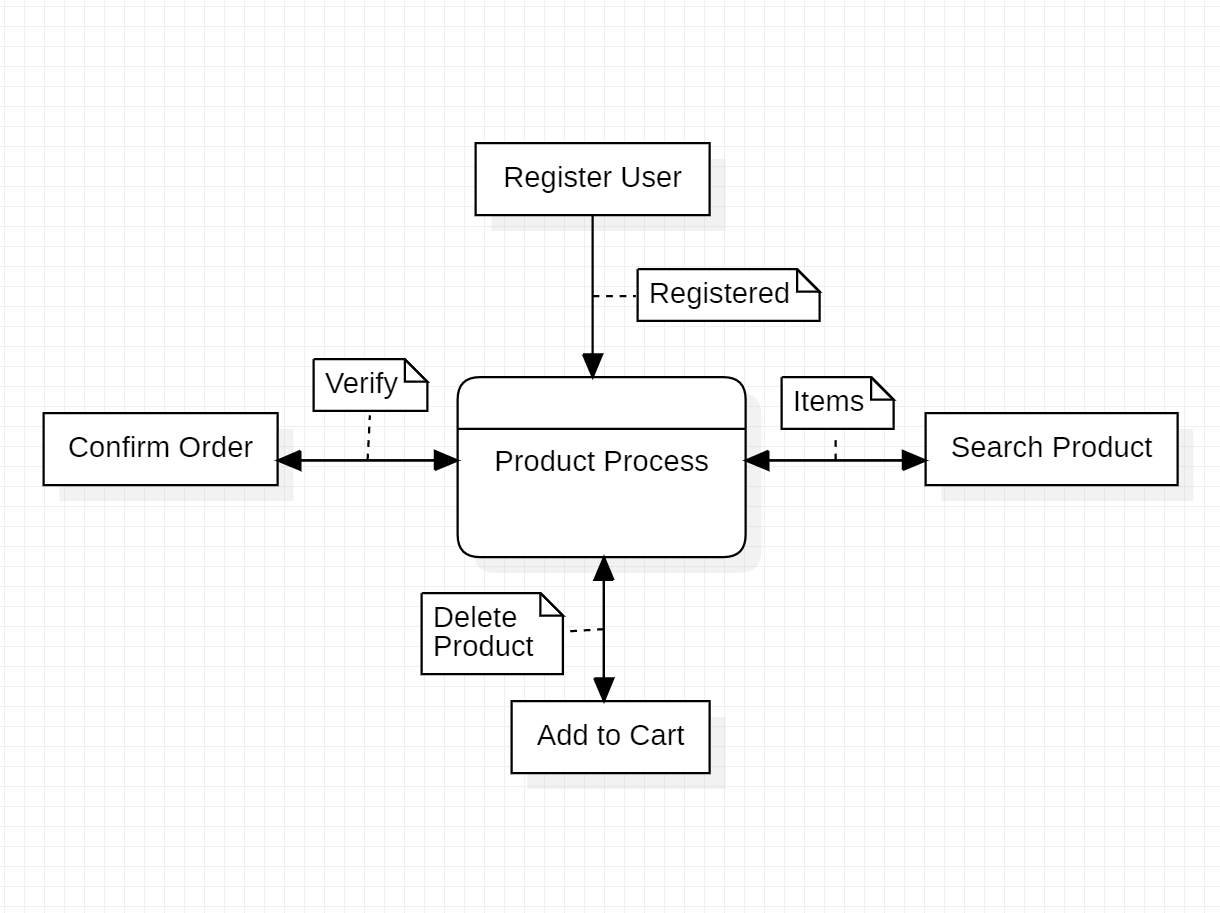 Register User
Registered
Verify
Items
Confirm Order
Product Process
Search Product
Delete
Product
Add to Cart